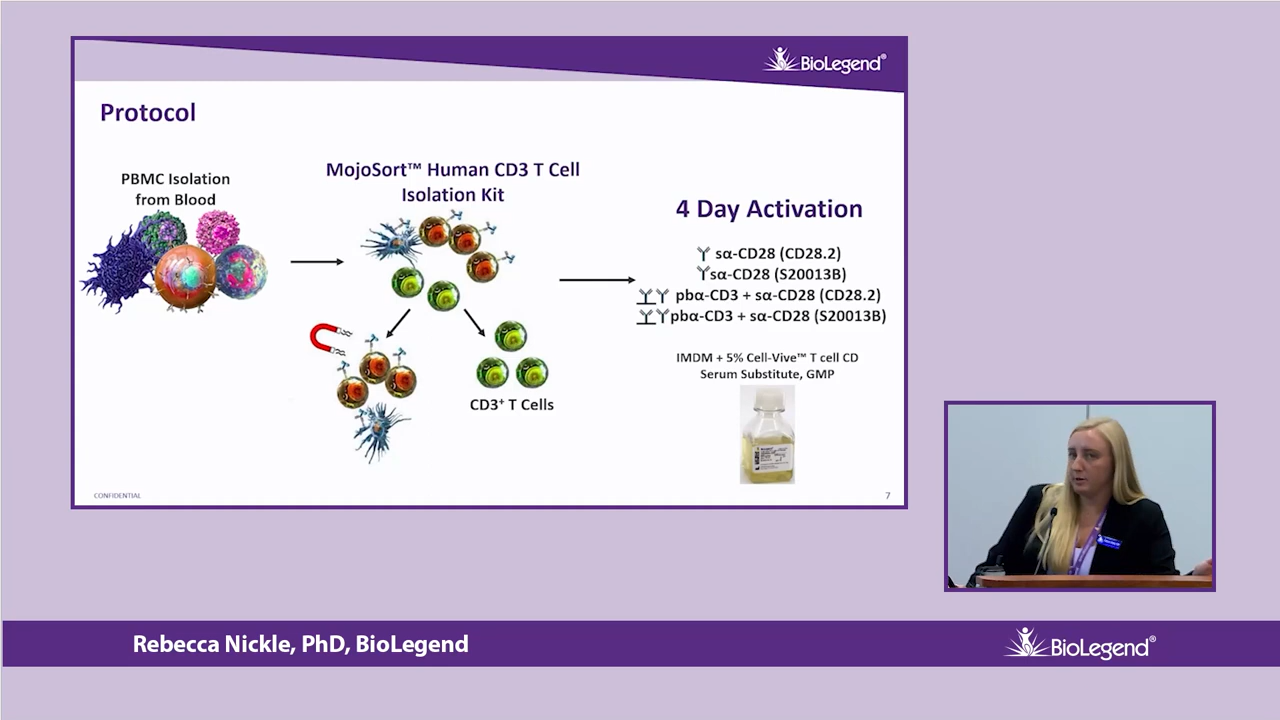 BioLegend®
Protocol
PBMC Isolation
from Blood
MojoSort™ Human CD3 T Cell
Isolation Kit
CD3⁺ T Cells
4 Day Activation
sα-CD28 (CD28.2)
sα-CD28 (S20013B)
pbα-CD3 + sα-CD28 (CD28.2)
pbα-CD3 + sα-CD28 (S20013B)
IMDM + 5% Cell-Vive™ T cell CD
Serum Substitute, GMP
CONFIDENTIAL
7
Rebecca Nickle, PhD, BioLegend
BioLegend®